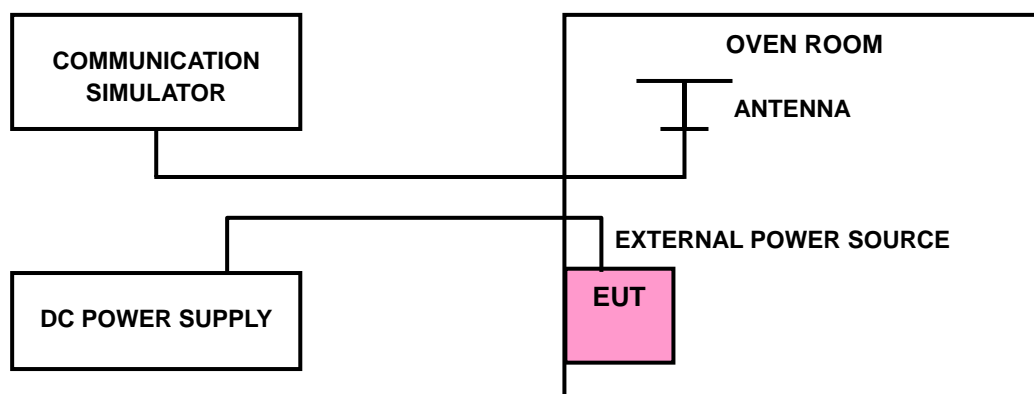 COMMUNICATION
SIMULATOR
OVEN ROOM
ANTENNA
EXTERNAL POWER SOURCE
EUT
DC POWER SUPPLY